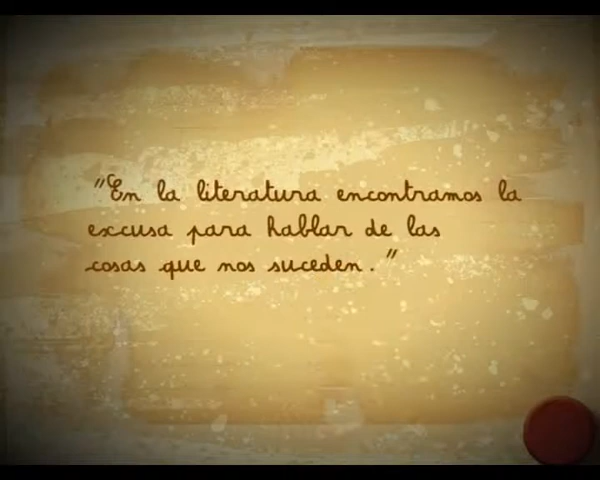 "En la literatura encontramos la
excusa para hablar de las
cosas que nos suceden."